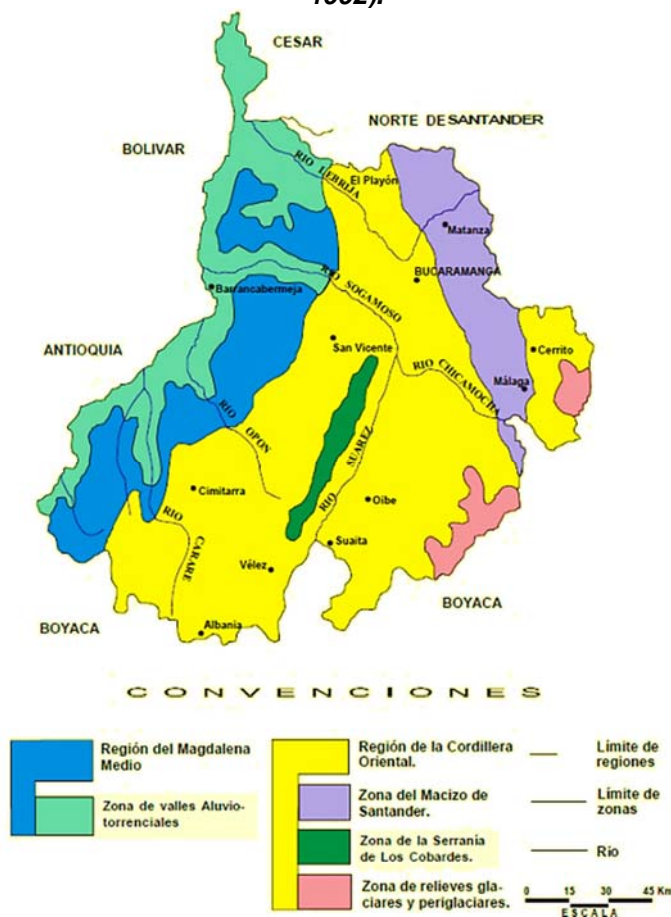 CESAR
NORTE DE SANTANDER
BOLIVAR
RIO LEBRIJA
El Playón
Matanza
BUCARAMANGA
Barrancabermeja
RIO SOGAMOSO
ANTIOQUIA
San Vicente
RIO CHICAMOCHA
Cerrito
Málaga
RIO OPON
RIO SUAREZ
Cimitarra
Oibe
RIO CARARE
Suaita
Vélez
BOYACA
BOYACA
Albania
CONVENCIONES
Región del Magdalena
Medio
Zona de valles Aluvio-
torrenciales
Región de la Cordillera
Oriental.
Zona del Macizo de
Santander.
Zona de la Serranía
de Los Cobardes.
Zona de relieves gla-
ciares y periglaciares.
Límite de
regiones
Límite de
zonas
Río
0 15 30 45 Km
ESCALA